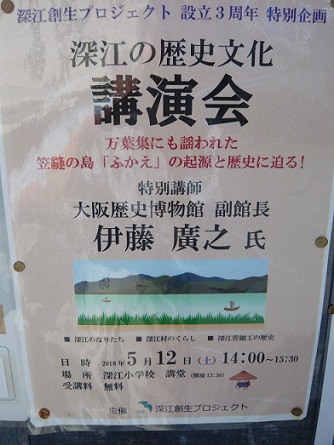 深江創生プロジェクト 設立3周年 特別企画
深江の歴史文化
講演会
万葉集にも謡われた
笠縫の島「ふかえ」の起源と歴史に迫る!
特別講師
大阪歴史博物館 副館長
伊藤 廣之 氏
■ 深江のなりたち ■ 深江村のくらし ■ 深江菅細工の歴史
日 時 2018年5月12日(土)14:00~15:30
場 所 深江小学校 講堂(開場13:30)
受講料 無料
主催 深江創生プロジェクト